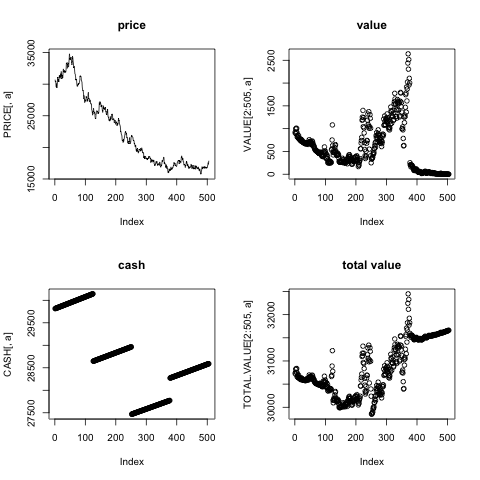 price
PRICE[, a]
15000 25000 35000
0 100 200 300 400 500
Index
value
VALUE[2:505, a]
0 500 1500 2500
0 100 200 300 400 500
Index
cash
CASH[, a]
27500 28500 29500
0 100 200 300 400 500
Index
total value
TOTAL.VALUE[2:505, a]
30000 31000 32000
0 100 200 300 400 500
Index